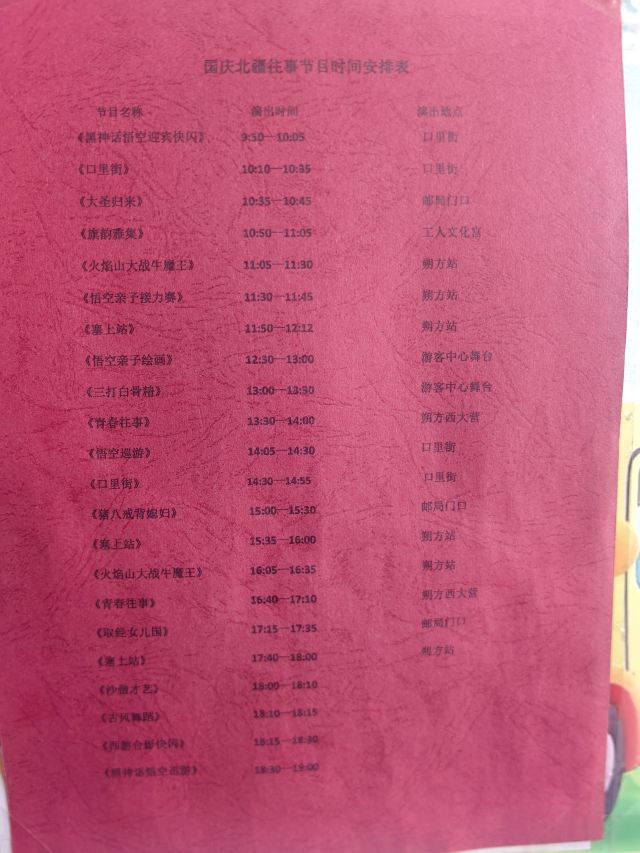 国庆北疆往事节目时间安排表
节目名称 演出时间 演出地点
《黑神话悟空迎宾快闪》 9:50—10:05 口里街
《口里街》 10:10—10:35 口里街
《大圣归来》 10:35—10:45 邮局门口
《旗韵雅集》 10:50—11:05 工人文化宫
《火焰山大战牛魔王》 11:05—11:30 朔方站
《悟空亲子接力赛》 11:30—11:45 朔方站
《塞上站》 11:50—12:12 朔方站
《悟空亲子绘画》 12:30—13:00 游客中心舞台
《三打白骨精》 13:00—13:30 游客中心舞台
《青春往事》 13:30—14:00 朔方西大营
《悟空巡游》 14:05—14:30 口里街
《口里街》 14:30—14:55 口里街
《猪八戒背媳妇》 15:00—15:30 邮局门口
《塞上站》 15:35—16:00 朔方站
《火焰山大战牛魔王》 16:05—16:35 朔方站
《青春往事》 16:40—17:10 朔方西大营
《取经女儿国》 17:15—17:35 邮局门口
《塞上站》 17:40—18:00 朔方站
《沙僧才艺》 18:00—18:10
《古风舞蹈》 18:10—18:15
《西游合影快闪》 18:15—18:30
《黑神话悟空巡游》 18:30—19:00